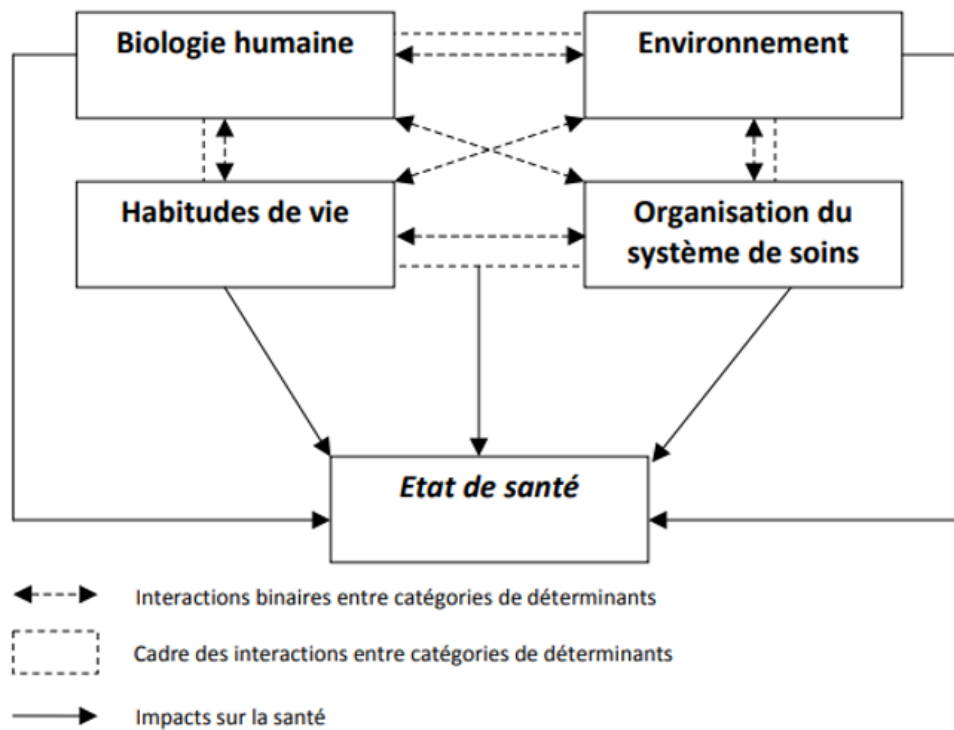 Biologie humaine
Environnement
Habitudes de vie
Organisation du
système de soins
Etat de santé
Interactions binaires entre catégories de déterminants
Cadre des interactions entre catégories de déterminants
Impacts sur la santé